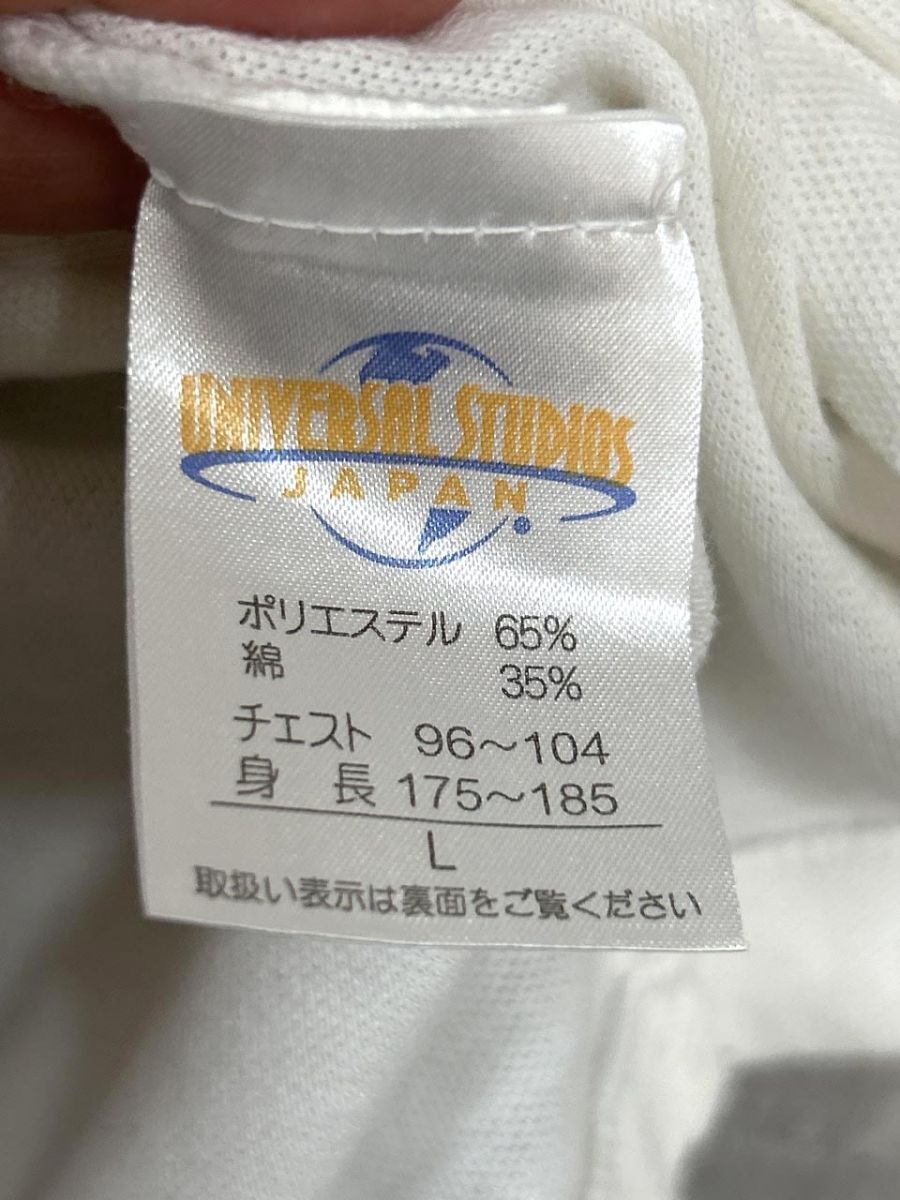 UNIVERSAL STUDIOS
JAPAN
ポリエステル 65%
綿 35%
チェスト 96〜104
身長 175〜185
L
取扱い表示は裏面をご覧ください